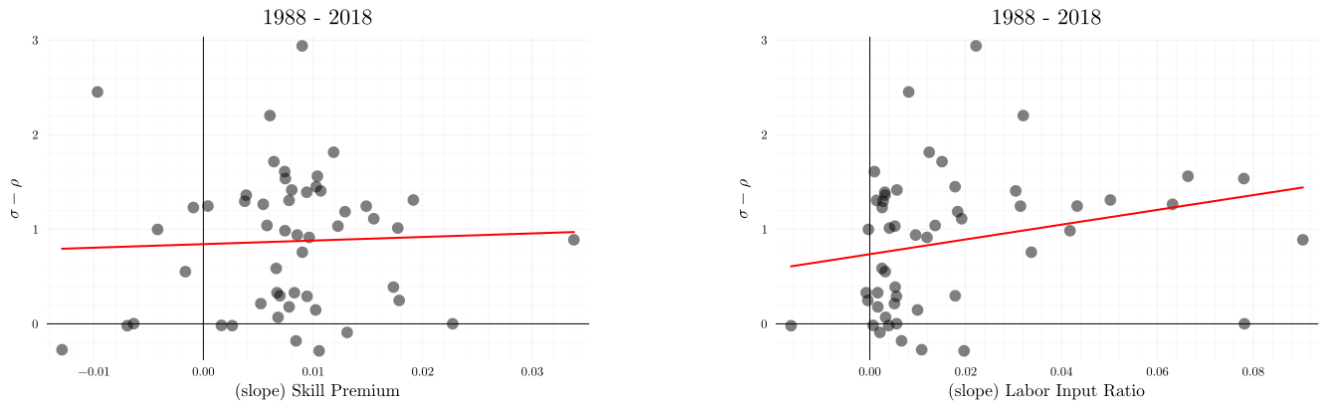 1988 - 2018
3
2
1
0
σ − ρ
−0.01 0.00 0.01 0.02 0.03
(slope) Skill Premium
1988 - 2018
3
2
1
0
σ − ρ
0.00 0.02 0.04 0.06 0.08
(slope) Labor Input Ratio